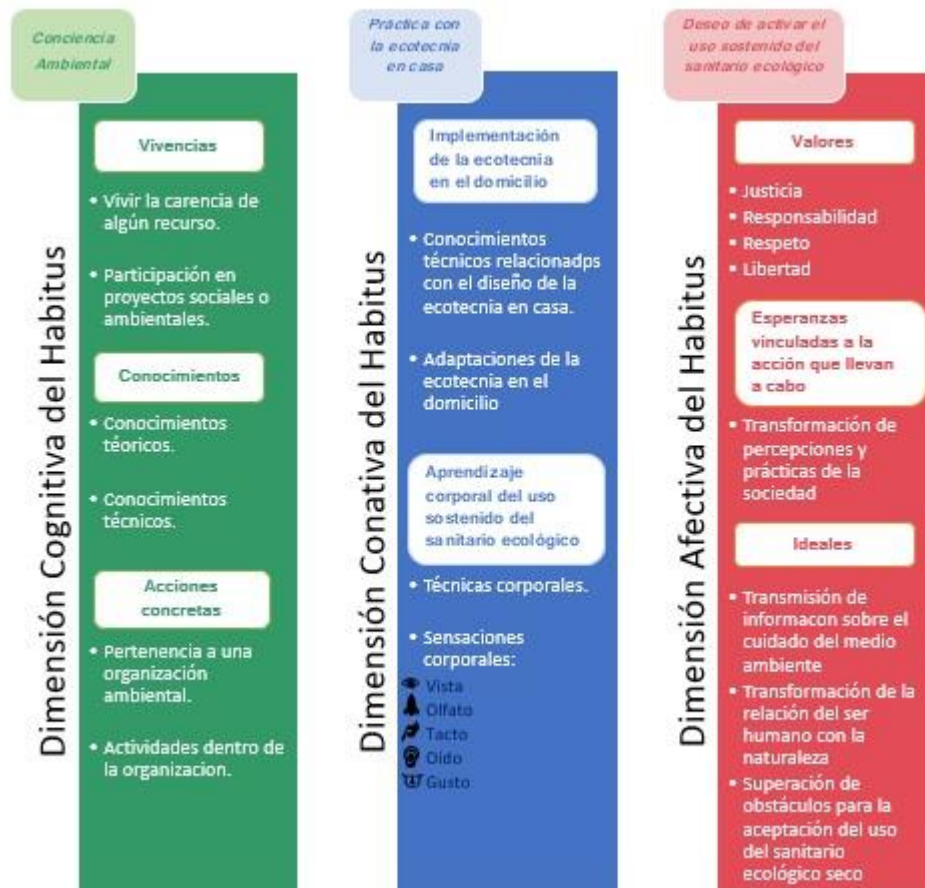 Conciencia
Ambiental
Dimensión Cognitiva del Habitus
Vivencias
• Vivir la carencia de
algún recurso.
• Participación en
proyectos sociales o
ambientales.
Conocimientos
• Conocimientos
téoricos.
• Conocimientos
técnicos.
Acciones
concretas
• Pertenencia a una
organización
ambiental.
• Actividades dentro de
la organizacion.
Práctica con
la ecotecnia
en casa
Dimensión Conativa del Habitus
Implementación
de la ecotecnia
en el domicilio
• Conocimientos
técnicos relacionadps
con el diseño de la
ecotecnia en casa.
• Adaptaciones de la
ecotecnia en el
domicilio
Aprendizaje
corporal del uso
sostenido del
sanitario ecológico
• Técnicas corporales.
• Sensaciones
corporales:
Vista
Olfato
Tacto
Oído
Gusto
Deseo de activar el
uso sostenido del
sanitario ecológico
Dimensión Afectiva del Habitus
Valores
• Justicia
• Responsabilidad
• Respeto
• Libertad
Esperanzas
vinculadas a la
acción que llevan
a cabo
• Transformación de
percepciones y
prácticas de la
sociedad
Ideales
• Transmisión de
informacon sobre el
cuidado del medio
ambiente
• Transformación de la
relación del ser
humano con la
naturaleza
• Superación de
obstáculos para la
aceptación del uso
del sanitario
ecológico seco